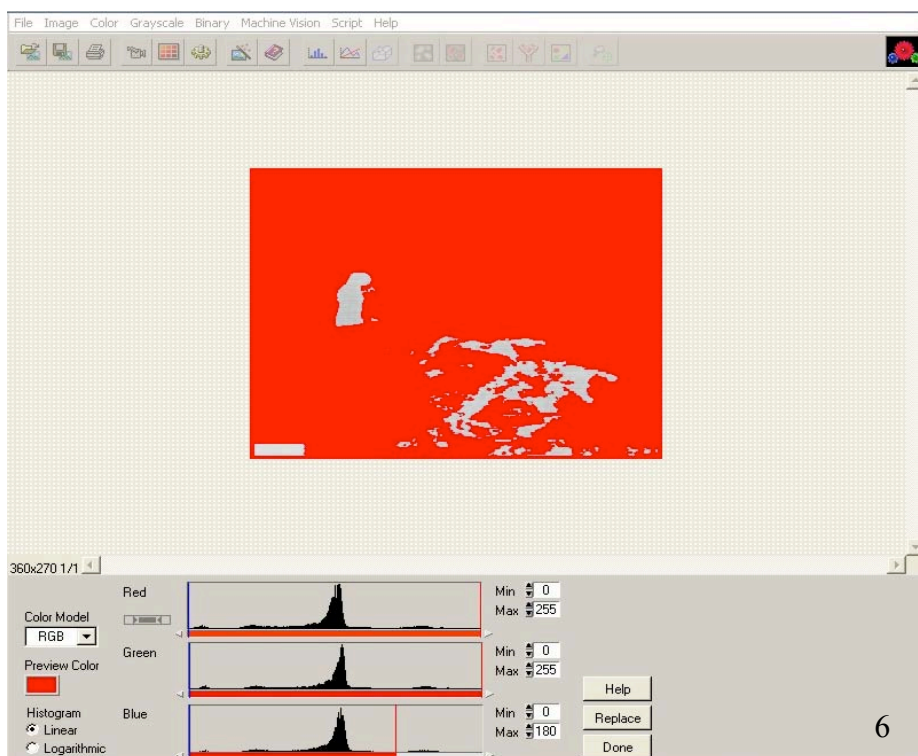 File Image Color Grayscale Binary Machine Vision Script Help
360x270 1/1
Red
Min 0
Max 255
Color Model
RGB
Green
Min 0
Max 255
Preview Color
Help
Histogram
Blue
Min 0
Replace
Linear
Max 180
Logarithmic
Done
6